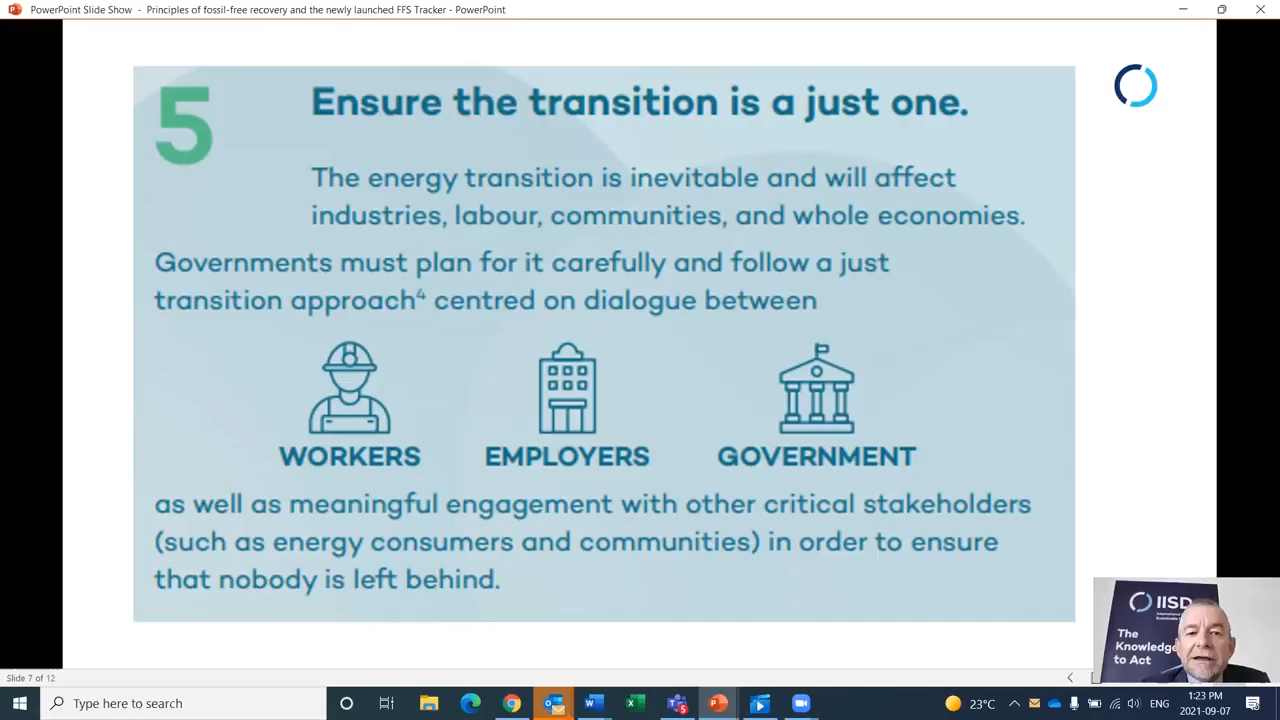 PowerPoint Slide Show - Principles of fossil-free recovery and the newly launched FFS Tracker - PowerPoint
5
Ensure the transition is a just one.
The energy transition is inevitable and will affect
industries, labour, communities, and whole economies.
Governments must plan for it carefully and follow a just
transition approach⁴ centred on dialogue between
WORKERS EMPLOYERS GOVERNMENT
as well as meaningful engagement with other critical stakeholders
(such as energy consumers and communities) in order to ensure
that nobody is left behind.
IISD
International
Sustainable
The
Knowledge
to Act
Slide 7 of 12
Type here to search
23°C
ENG
1:23 PM
2021-09-07